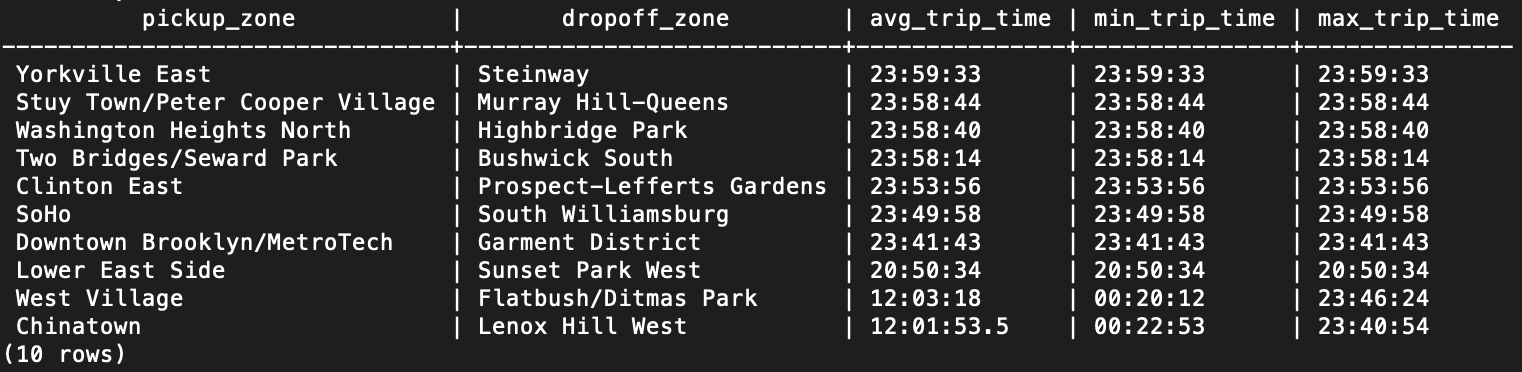 pickup_zone | dropoff_zone | avg_trip_time | min_trip_time | max_trip_time
--------------------------------+---------------------------+---------------+---------------+---------------
Yorkville East | Steinway | 23:59:33 | 23:59:33 | 23:59:33
Stuy Town/Peter Cooper Village | Murray Hill-Queens | 23:58:44 | 23:58:44 | 23:58:44
Washington Heights North | Highbridge Park | 23:58:40 | 23:58:40 | 23:58:40
Two Bridges/Seward Park | Bushwick South | 23:58:14 | 23:58:14 | 23:58:14
Clinton East | Prospect-Lefferts Gardens | 23:53:56 | 23:53:56 | 23:53:56
SoHo | South Williamsburg | 23:49:58 | 23:49:58 | 23:49:58
Downtown Brooklyn/MetroTech | Garment District | 23:41:43 | 23:41:43 | 23:41:43
Lower East Side | Sunset Park West | 20:50:34 | 20:50:34 | 20:50:34
West Village | Flatbush/Ditmas Park | 12:03:18 | 00:20:12 | 23:46:24
Chinatown | Lenox Hill West | 12:01:53.5 | 00:22:53 | 23:40:54
(10 rows)